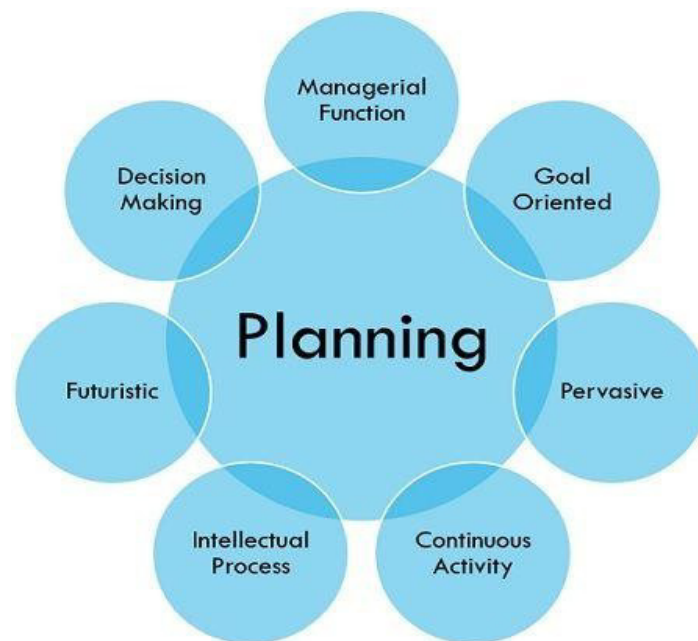 Managerial
Function
Goal
Oriented
Pervasive
Continuous
Activity
Intellectual
Process
Futuristic
Decision
Making
Planning